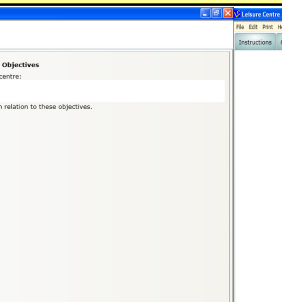 Leisure Centre
File Edit Print
Instructions
Objectives
centre:
n relation to these objectives.